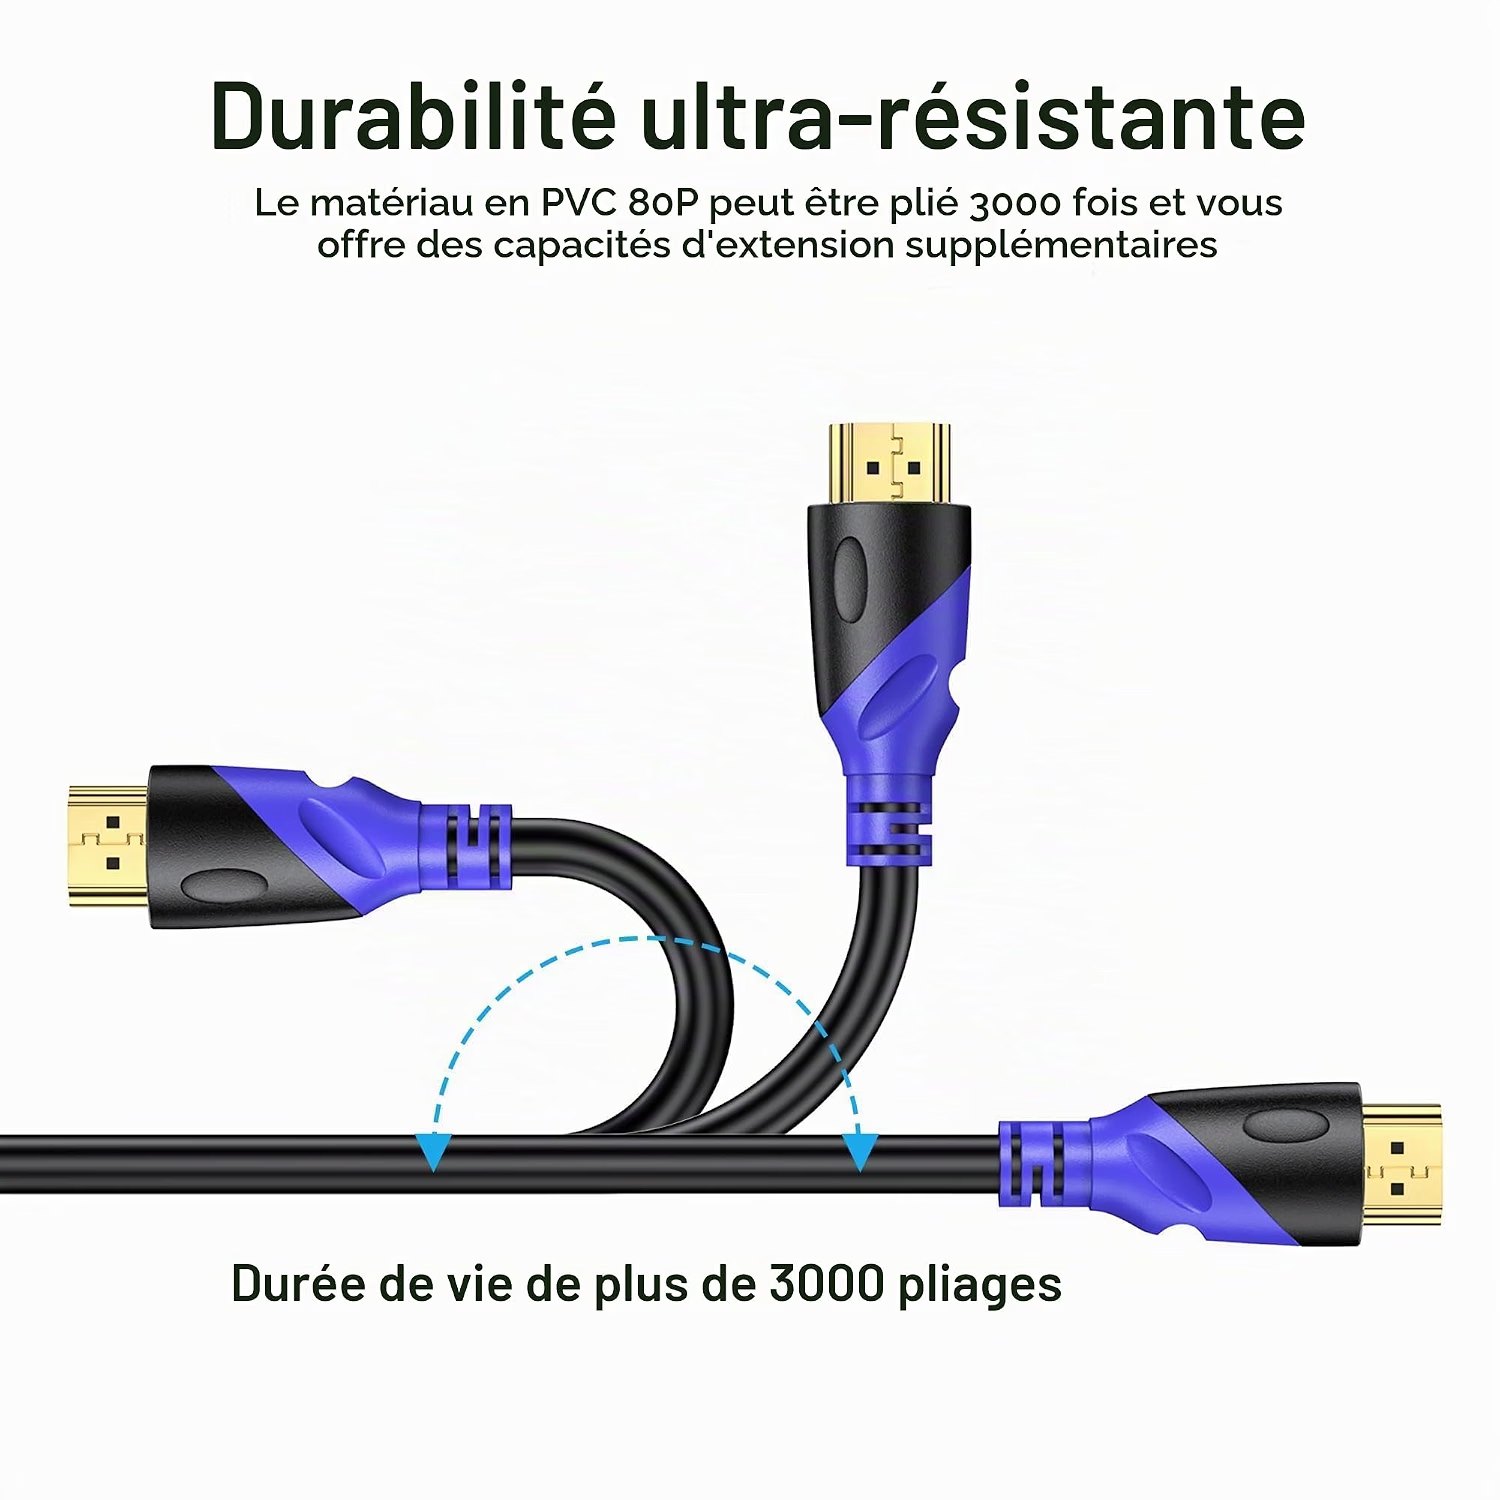 Durabilité ultra-résistante
Le matériau en PVC 80P peut être plié 3000 fois et vous
offre des capacités d'extension supplémentaires
Durée de vie de plus de 3000 pliages